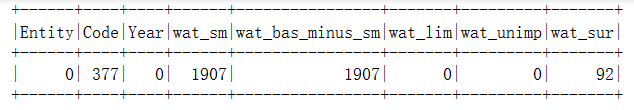 +------+----+----+------+----------------+-------+---------+-------+
|Entity|Code|Year|wat_sm|wat_bas_minus_sm|wat_lim|wat_unimp|wat_sur|
+------+----+----+------+----------------+-------+---------+-------+
|     0| 377|   0|  1907|            1907|      0|        0|     92|
+------+----+----+------+----------------+-------+---------+-------+